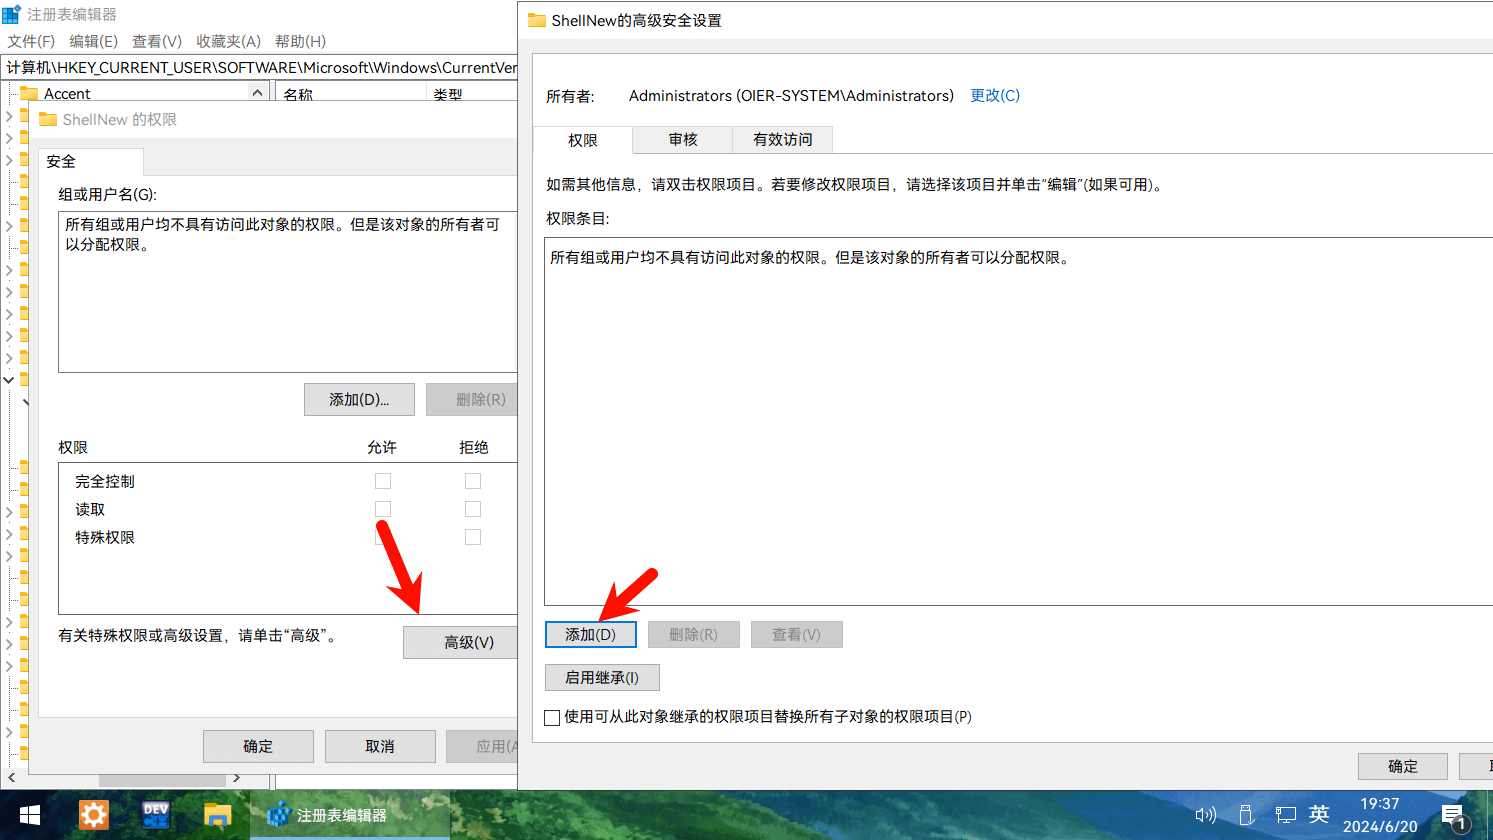 注册表编辑器
文件(F) 编辑(E) 查看(V) 收藏夹(A) 帮助(H)
计算机\HKEY_CURRENT_USER\SOFTWARE\Microsoft\Windows\CurrentVer
Accent
名称 类型
ShellNew 的权限
安全
组或用户名(G):
所有组或用户均不具有访问此对象的权限。但是该对象的所有者可
以分配权限。
添加(D)... 删除(R)
权限 允许 拒绝
完全控制
读取
特殊权限
有关特殊权限或高级设置，请单击“高级”。
高级(V)
确定 取消 应用(A
ShellNew的高级安全设置
所有者: Administrators (OIER-SYSTEM\Administrators) 更改(C)
权限 审核 有效访问
如需其他信息，请双击权限项目。若要修改权限项目，请选择该项目并单击“编辑”(如果可用)。
权限条目:
所有组或用户均不具有访问此对象的权限。但是该对象的所有者可以分配权限。
添加(D) 删除(R) 查看(V)
启用继承(I)
使用可从此对象继承的权限项目替换所有子对象的权限项目(P)
确定
DEV
C++
注册表编辑器
英
19:37
2024/6/20
1